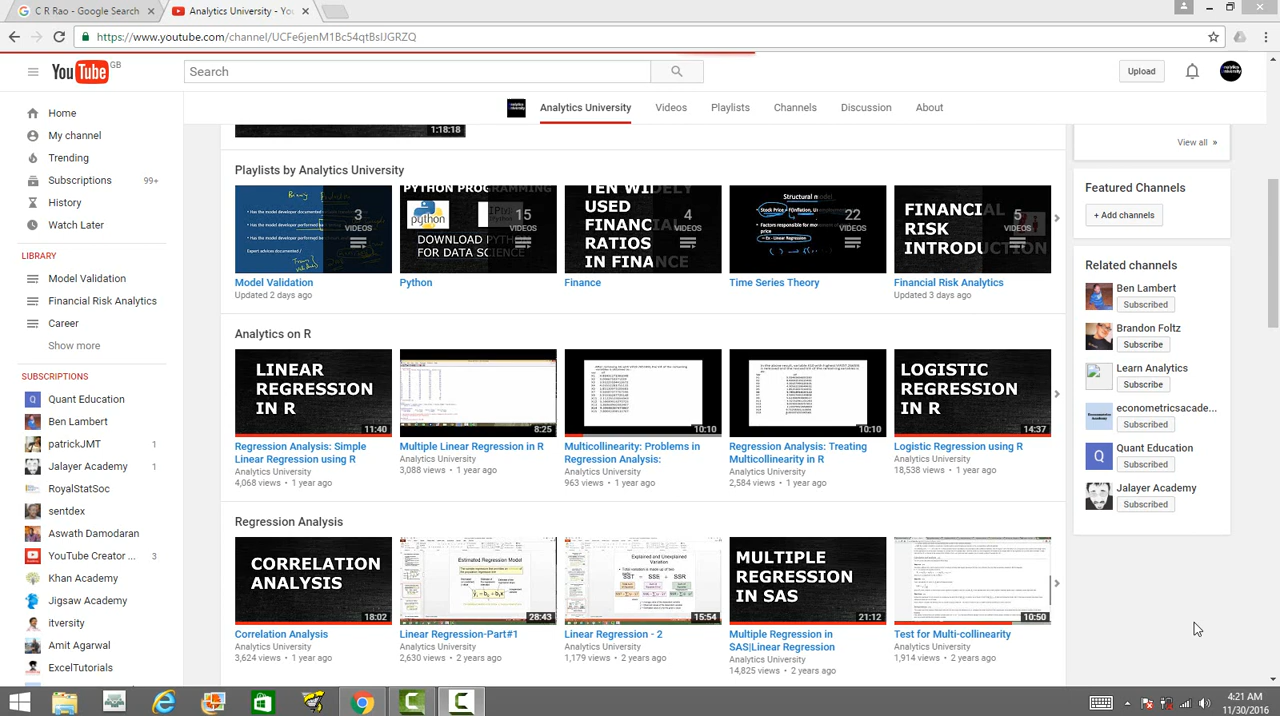 C R Rao - Google Search
Analytics University - Yo
https://www.youtube.com/channel/UCFe6jenM1Bc54qtBsIJGRZQ
YouTube GB
Search
Upload
Analytics University
Videos
Playlists
Channels
Discussion
About
Home
My channel
Trending
Subscriptions 99+
History
Watch Later
LIBRARY
Model Validation
Financial Risk Analytics
Career
Show more
SUBSCRIPTIONS
Quant Education
Ben Lambert
patrickJMT 1
Jalayer Academy 1
RoyalStatSoc
sentdex
Aswath Damodaran
YouTube Creator ... 3
Khan Academy
Jigsaw Academy
itversity
Amit Agarwal
ExcelTutorials
1:18:18
Playlists by Analytics University
3
VIDEOS
Model Validation
Updated 2 days ago
PYTHON PROGRAMMING
python
DOWNLOAD
FOR DATA SCIENCE
15
VIDEOS
Python
TEN WIDELY
USED
FINANCIAL
RATIOS
IN FINANCE
4
VIDEOS
Finance
Structural model
22
VIDEOS
Time Series Theory
FINANCIAL
RISK
INTRODUCTION
5
VIDEOS
Financial Risk Analytics
Updated 3 days ago
Analytics on R
LINEAR
REGRESSION
IN R
11:40
Regression Analysis: Simple
Linear Regression using R
Analytics University
4,068 views • 1 year ago
8:25
Multiple Linear Regression in R
Analytics University
3,088 views • 1 year ago
10:10
Multicollinearity: Problems in
Regression Analysis:
Analytics University
963 views • 1 year ago
10:10
Regression Analysis: Treating
Multicollinearity in R
Analytics University
2,584 views • 1 year ago
LOGISTIC
REGRESSION
IN R
14:37
Logistic Regression using R
Analytics University
18,538 views • 1 year ago
Regression Analysis
CORRELATION
ANALYSIS
18:02
Correlation Analysis
Analytics University
3,624 views • 1 year ago
Estimated Regression Model
28:43
Linear Regression-Part#1
Analytics University
2,630 views • 2 years ago
Explained and Unexplained
Variation
SST = SSE + SSR
15:54
Linear Regression - 2
Analytics University
1,179 views • 2 years ago
MULTIPLE
REGRESSION
IN SAS
21:12
Multiple Regression in
SAS|Linear Regression
Analytics University
14,825 views • 2 years ago
10:50
Test for Multi-collinearity
Analytics University
1,914 views • 2 years ago
View all »
Featured Channels
+ Add channels
Related channels
Ben Lambert
Subscribed
Brandon Foltz
Subscribe
Learn Analytics
Subscribe
econometricsacade...
Subscribed
Quant Education
Subscribed
Jalayer Academy
Subscribed
4:21 AM
11/30/2016